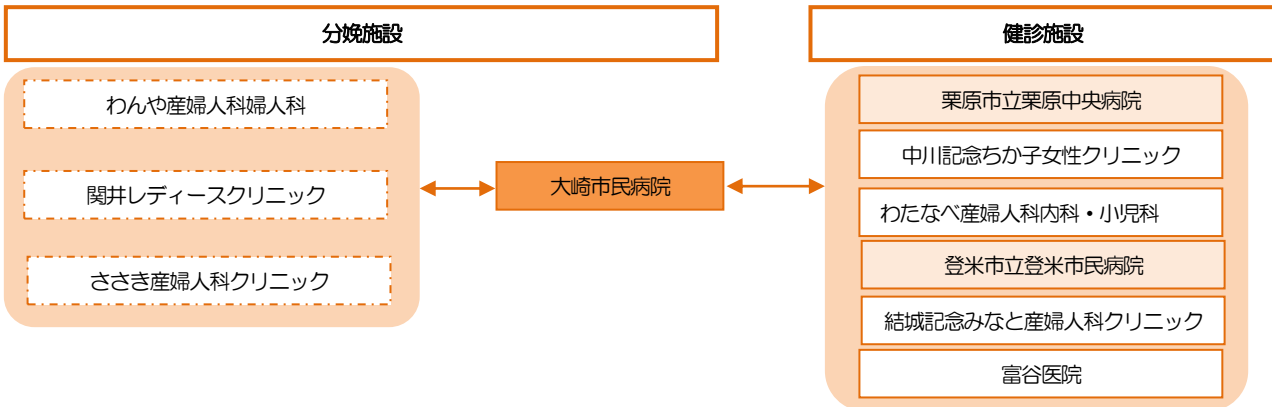 分娩施設
健診施設
わんや産婦人科婦人科
関井レディースクリニック
ささき産婦人科クリニック
大崎市民病院
栗原市立栗原中央病院
中川記念ちか子女性クリニック
わたなべ産婦人科内科・小児科
登米市立登米市民病院
結城記念みなと産婦人科クリニック
富谷医院